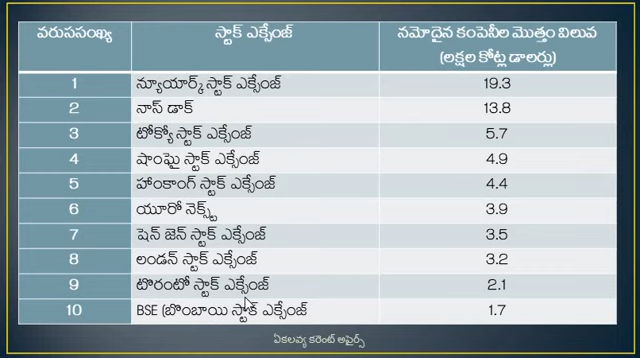 వరుససంఖ్య స్టాక్ ఎక్సేంజ్ నమోదైన కంపెనీల మొత్తం విలువ
(లక్షల కోట్ల డాలర్లు)
1 న్యూయార్క్ స్టాక్ ఎక్సేంజ్ 19.3
2 నాస్ డాక్ 13.8
3 టోక్యో స్టాక్ ఎక్సేంజ్ 5.7
4 షాంఘై స్టాక్ ఎక్సేంజ్ 4.9
5 హాంకాంగ్ స్టాక్ ఎక్సేంజ్ 4.4
6 యూరో నెక్స్ట్ 3.9
7 షెన్ జెన్ స్టాక్ ఎక్సేంజ్ 3.5
8 లండన్ స్టాక్ ఎక్సేంజ్ 3.2
9 టొరంటో స్టాక్ ఎక్సేంజ్ 2.1
10 BSE (బొంబాయి స్టాక్ ఎక్సేంజ్ 1.7
ఏకలవ్య కరెంట్ అఫైర్స్